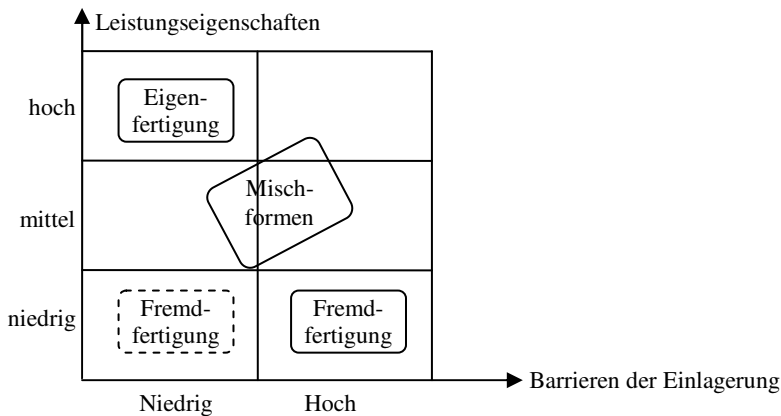 Leistungseigenschaften
hoch
Eigen-
fertigung
mittel
Misch-
formen
niedrig
Fremd-
fertigung
Fremd-
fertigung
Barrieren der Einlagerung
Niedrig
Hoch